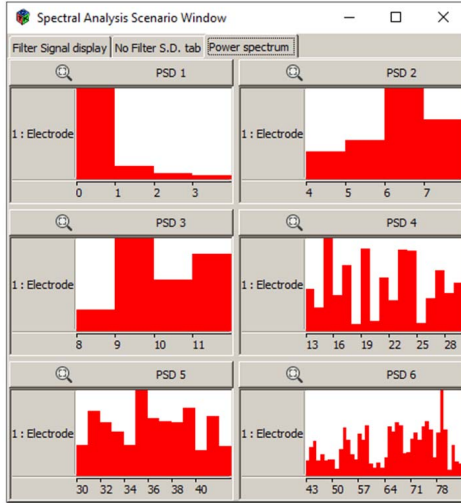 Spectral Analysis Scenario Window
Filter Signal display No Filter S.D. tab Power spectrum
PSD 1
1 : Electrode
0 1 2 3
PSD 2
1 : Electrode
4 5 6 7
PSD 3
1 : Electrode
8 9 10 11
PSD 4
1 : Electrode
13 16 19 22 25 28
PSD 5
1 : Electrode
30 32 34 36 38 40
PSD 6
1 : Electrode
43 50 57 64 71 78